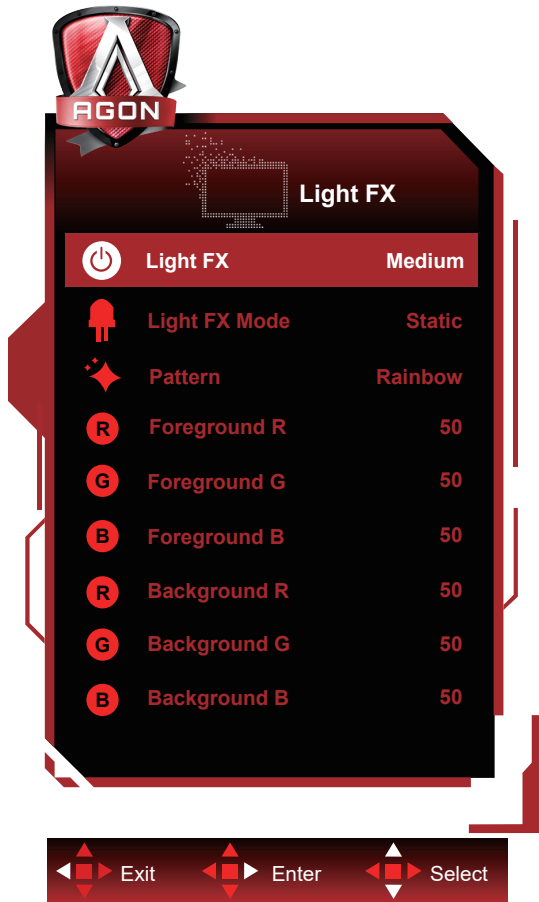 AGON
Light FX
Light FX Medium
Light FX Mode Static
Pattern Rainbow
R Foreground R 50
G Foreground G 50
B Foreground B 50
R Background R 50
G Background G 50
B Background B 50
Exit Enter Select